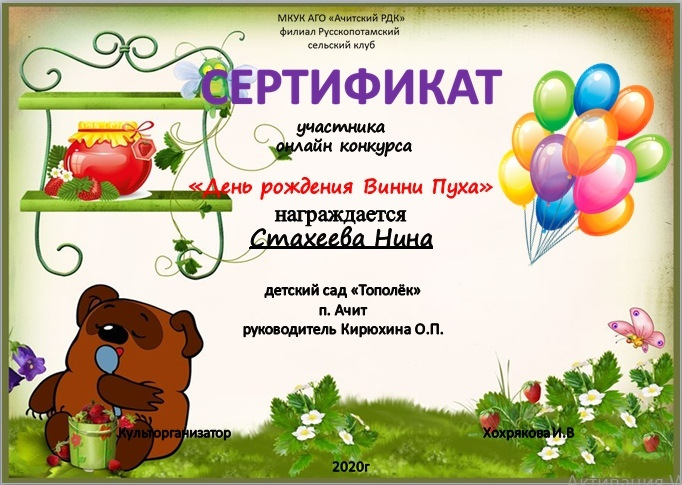 МКУК АГО «Ачитский РДК»
филиал Русскопотамский
сельский клуб
СЕРТИФИКАТ
участника
онлайн конкурса
«День рождения Винни Пуха»
награждается
Стахеева Нина
детский сад «Тополёк»
п. Ачит
руководитель Кирюхина О.П.
Культорганизатор Хохрякова И.В
2020г
Активация W